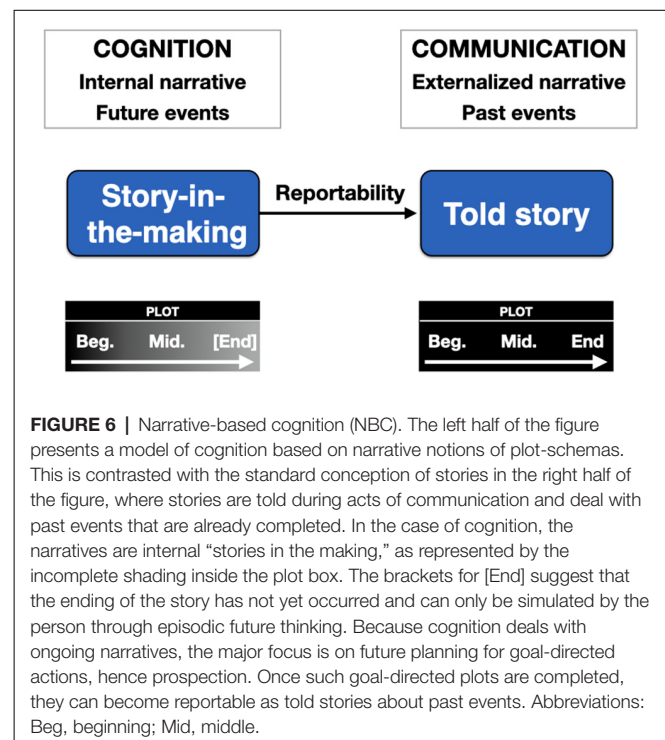 COGNITION
Internal narrative
Future events
COMMUNICATION
Externalized narrative
Past events
Story-in-
the-making
Reportability
Told story
PLOT
Beg. Mid. [End]
PLOT
Beg. Mid. End
FIGURE 6 | Narrative-based cognition (NBC). The left half of the figure
presents a model of cognition based on narrative notions of plot-schemas.
This is contrasted with the standard conception of stories in the right half of
the figure, where stories are told during acts of communication and deal with
past events that are already completed. In the case of cognition, the
narratives are internal “stories in the making,” as represented by the
incomplete shading inside the plot box. The brackets for [End] suggest that
the ending of the story has not yet occurred and can only be simulated by the
person through episodic future thinking. Because cognition deals with
ongoing narratives, the major focus is on future planning for goal-directed
actions, hence prospection. Once such goal-directed plots are completed,
they can become reportable as told stories about past events. Abbreviations:
Beg, beginning; Mid, middle.